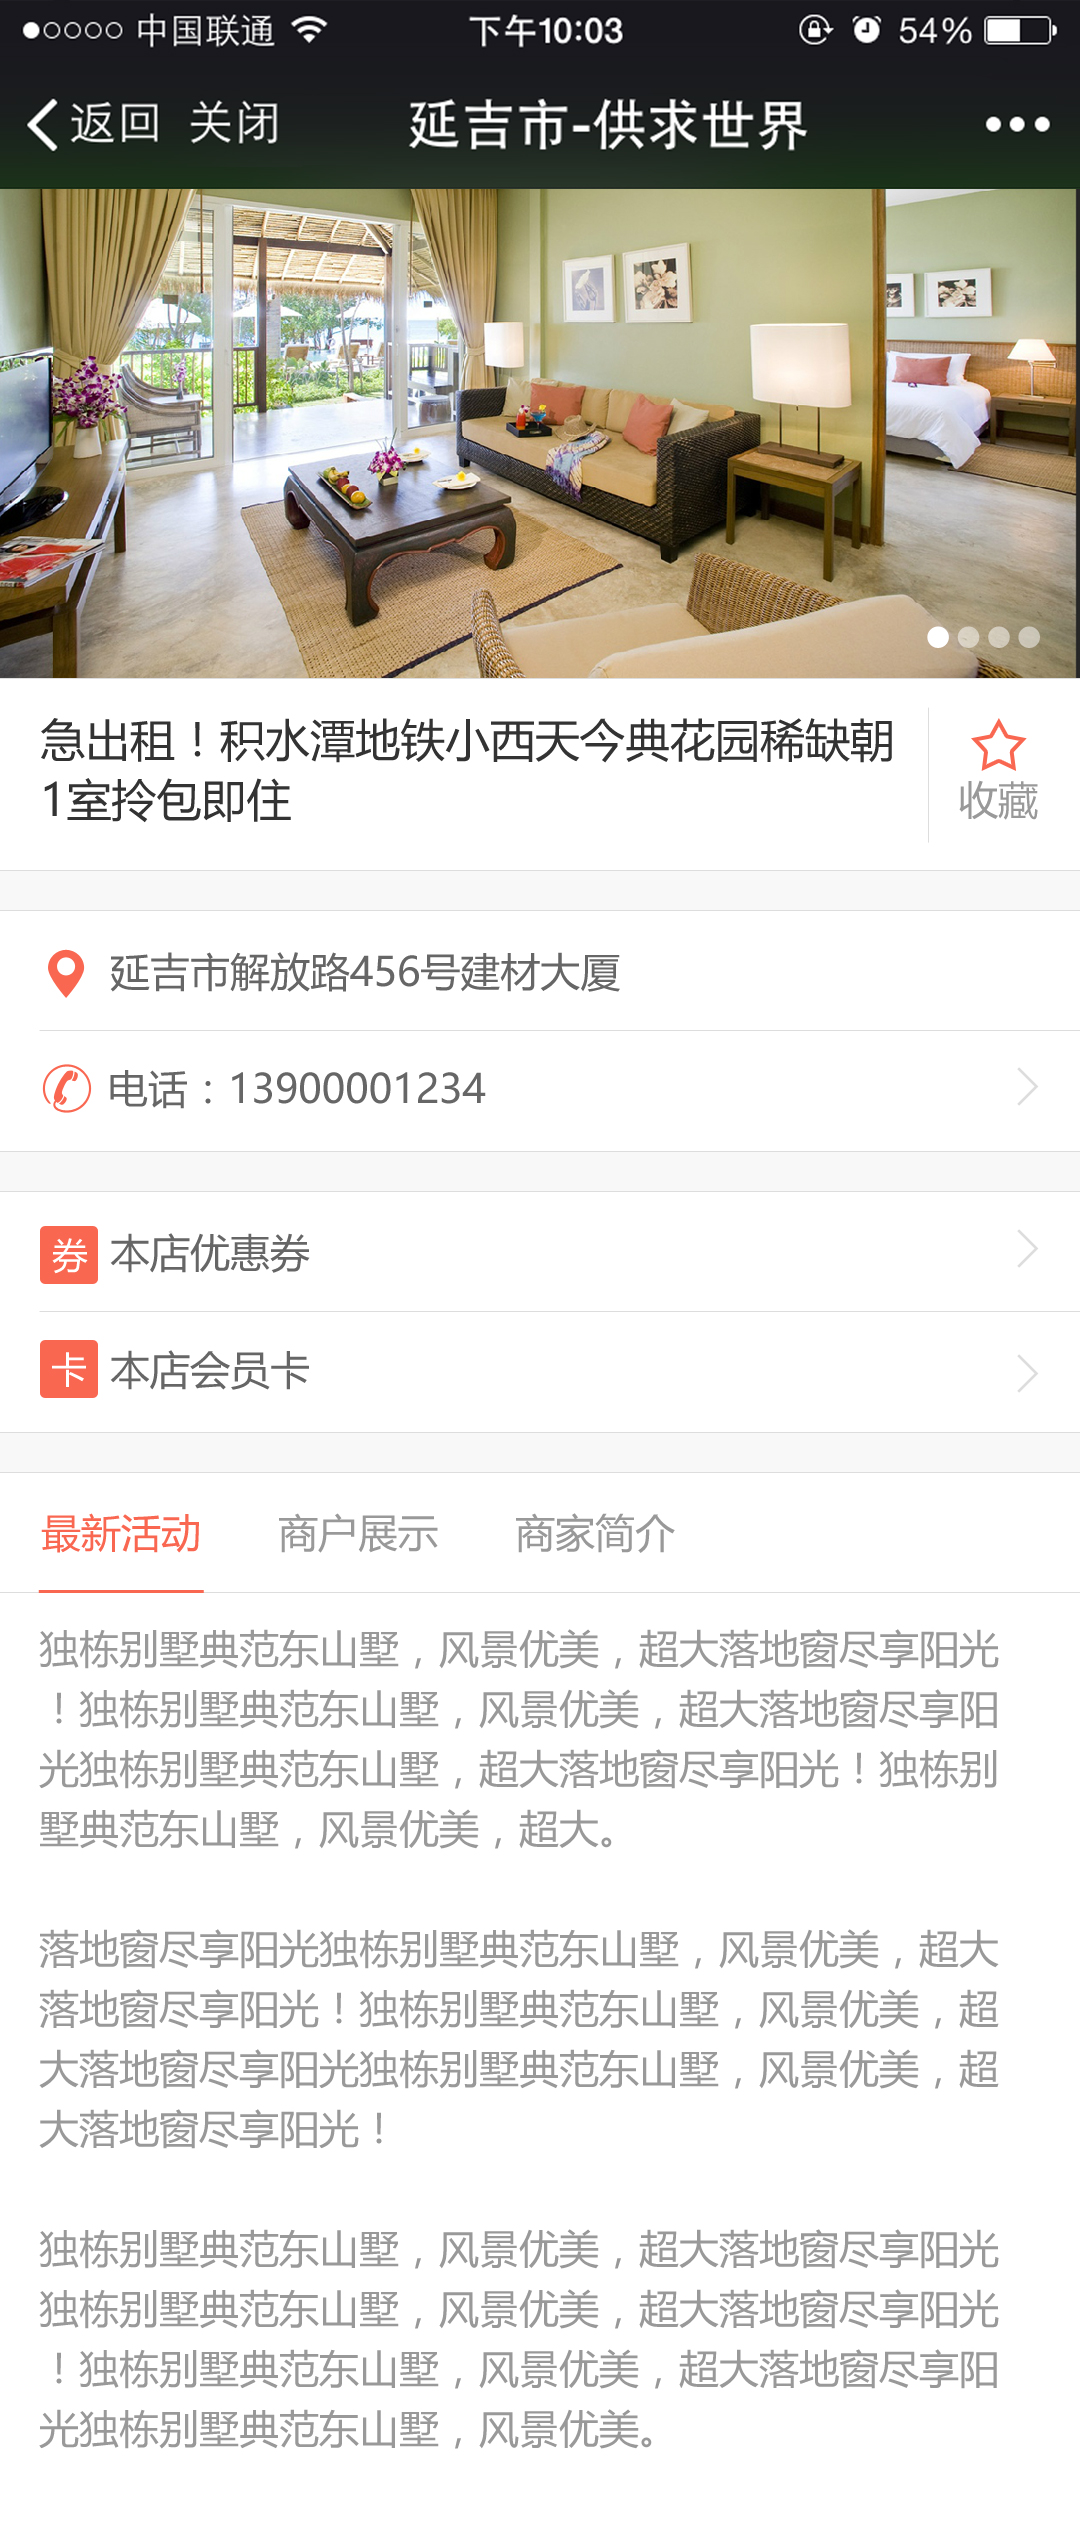 中国联通 下午10:03 54%
返回 关闭 延吉市-供求世界
急出租！积水潭地铁小西天今典花园稀缺朝
1室拎包即住
收藏
延吉市解放路456号建材大厦
电话：13900001234
券 本店优惠券
卡 本店会员卡
最新活动 商户展示 商家简介
独栋别墅典范东山墅，风景优美，超大落地窗尽享阳光
！独栋别墅典范东山墅，风景优美，超大落地窗尽享阳
光独栋别墅典范东山墅，超大落地窗尽享阳光！独栋别
墅典范东山墅，风景优美，超大。
落地窗尽享阳光独栋别墅典范东山墅，风景优美，超大
落地窗尽享阳光！独栋别墅典范东山墅，风景优美，超
大落地窗尽享阳光独栋别墅典范东山墅，风景优美，超
大落地窗尽享阳光！
独栋别墅典范东山墅，风景优美，超大落地窗尽享阳光
独栋别墅典范东山墅，风景优美，超大落地窗尽享阳光
！独栋别墅典范东山墅，风景优美，超大落地窗尽享阳
光独栋别墅典范东山墅，风景优美。